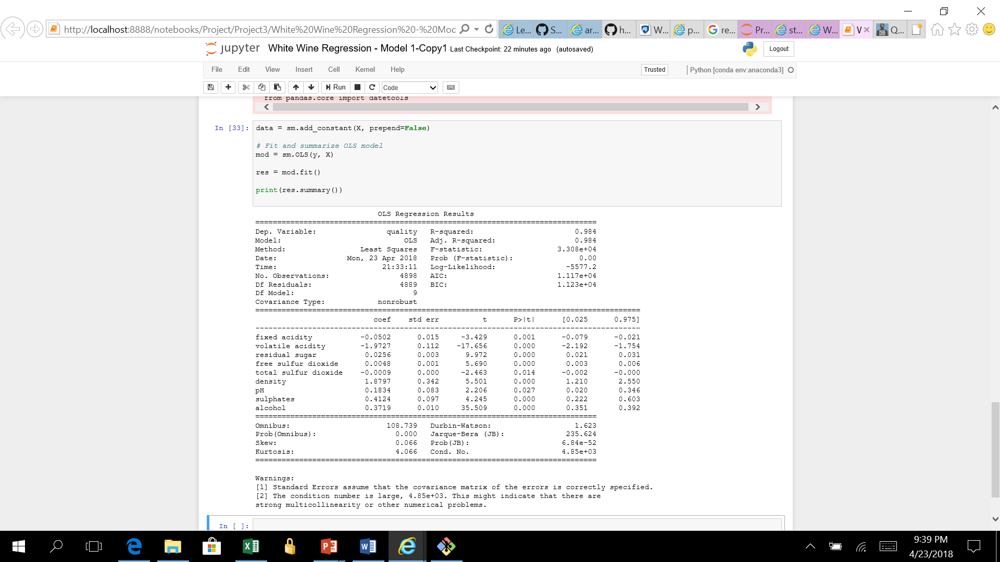 http://localhost:8888/notebooks/Project/Project3/White%20Wine%20Regression%20-%20Moc
Le... S... ar... h... W... p... re... Pr... st... W... V Q...
jupyter White Wine Regression - Model 1-Copy1 Last Checkpoint: 22 minutes ago (autosaved)
Logout
File Edit View Insert Cell Kernel Help
Trusted Python [conda env:anaconda3]
Run Code
from pandas.core import datetools
In [33]: data = sm.add_constant(X, prepend=False)
# Fit and summarize OLS model
mod = sm.OLS(y, X)
res = mod.fit()
print(res.summary())
OLS Regression Results
==============================================================================
Dep. Variable: quality R-squared: 0.984
Model: OLS Adj. R-squared: 0.984
Method: Least Squares F-statistic: 3.308e+04
Date: Mon, 23 Apr 2018 Prob (F-statistic): 0.00
Time: 21:33:11 Log-Likelihood: -5577.2
No. Observations: 4898 AIC: 1.117e+04
Df Residuals: 4889 BIC: 1.123e+04
Df Model: 9
Covariance Type: nonrobust
========================================================================================
coef std err t P>|t| [0.025 0.975]
----------------------------------------------------------------------------------------
fixed acidity -0.0502 0.015 -3.429 0.001 -0.079 -0.021
volatile acidity -1.9727 0.112 -17.656 0.000 -2.192 -1.754
residual sugar 0.0256 0.003 9.972 0.000 0.021 0.031
free sulfur dioxide 0.0048 0.001 5.690 0.000 0.003 0.006
total sulfur dioxide -0.0009 0.000 -2.463 0.014 -0.002 -0.000
density 1.8797 0.342 5.501 0.000 1.210 2.550
pH 0.1834 0.083 2.206 0.027 0.020 0.346
sulphates 0.4124 0.097 4.245 0.000 0.222 0.603
alcohol 0.3719 0.010 35.509 0.000 0.351 0.392
==============================================================================
Omnibus: 108.739 Durbin-Watson: 1.623
Prob(Omnibus): 0.000 Jarque-Bera (JB): 235.624
Skew: 0.066 Prob(JB): 6.84e-52
Kurtosis: 4.066 Cond. No. 4.85e+03
==============================================================================
Warnings:
[1] Standard Errors assume that the covariance matrix of the errors is correctly specified.
[2] The condition number is large, 4.85e+03. This might indicate that there are
strong multicollinearity or other numerical problems.
In [ ]:
9:39 PM
4/23/2018